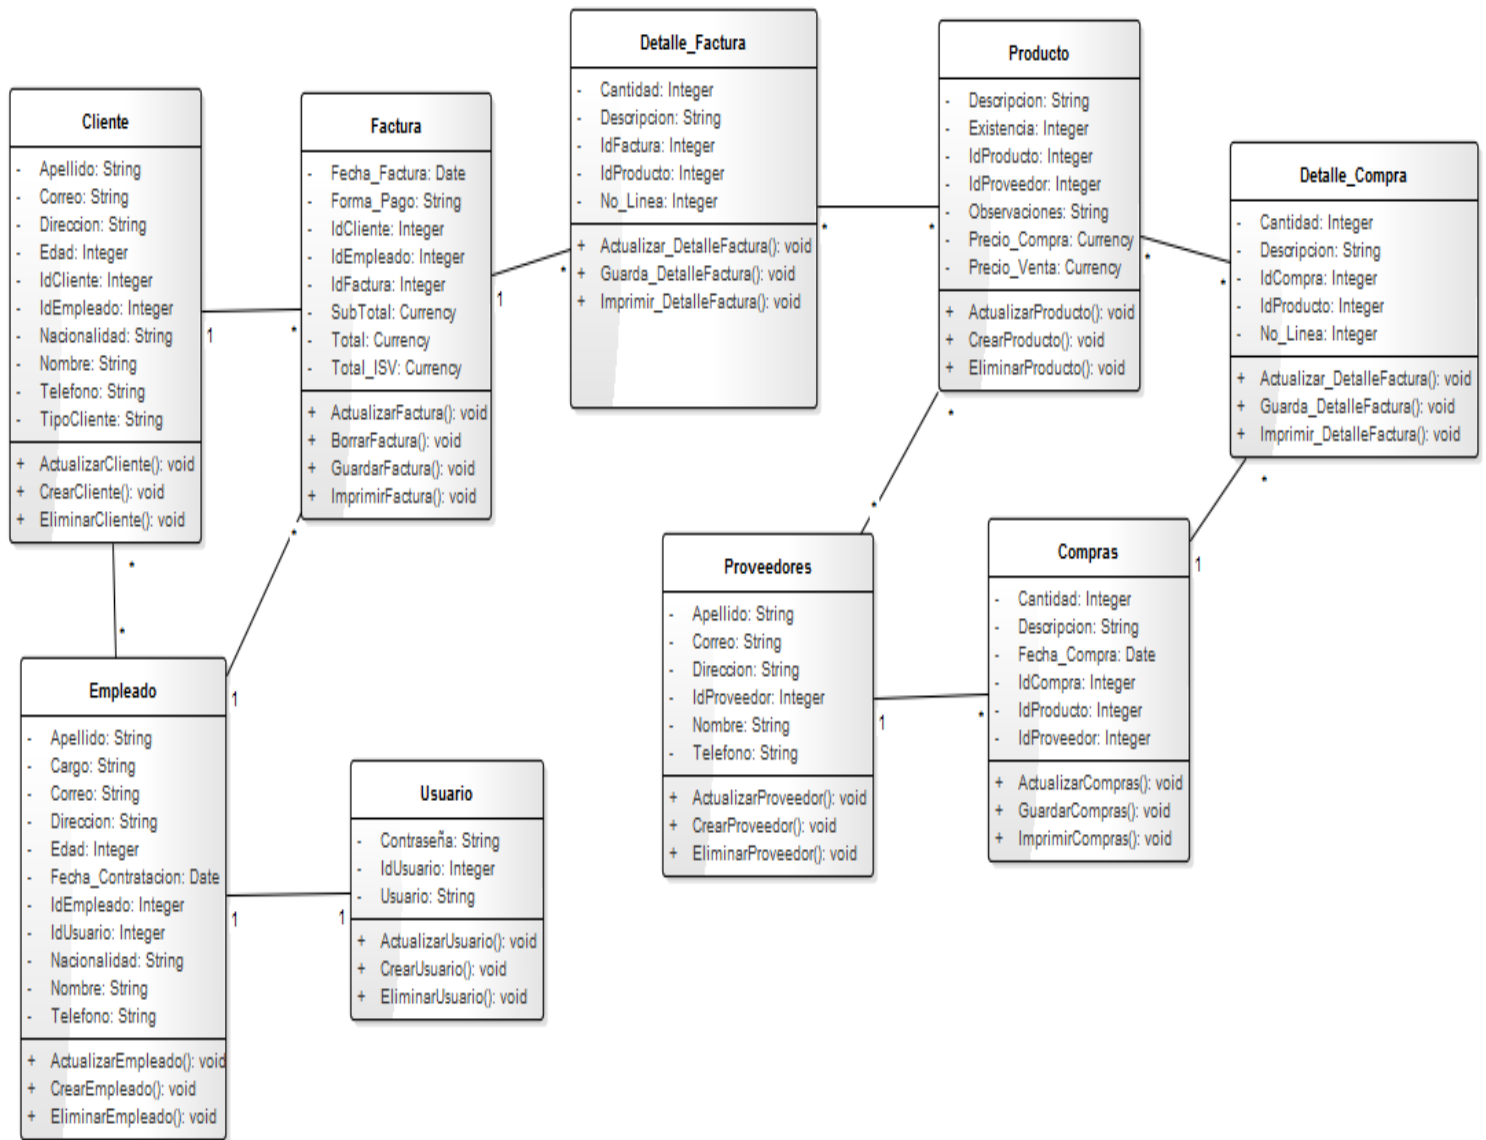 Cliente
- Apellido: String
- Correo: String
- Direccion: String
- Edad: Integer
- IdCliente: Integer
- IdEmpleado: Integer
- Nacionalidad: String
- Nombre: String
- Telefono: String
- TipoCliente: String
+ ActualizarCliente(): void
+ CrearCliente(): void
+ EliminarCliente(): void
1
*
*
*
Factura
- Fecha_Factura: Date
- Forma_Pago: String
- IdCliente: Integer
- IdEmpleado: Integer
- IdFactura: Integer
- SubTotal: Currency
- Total: Currency
- Total_ISV: Currency
+ ActualizarFactura(): void
+ BorrarFactura(): void
+ GuardarFactura(): void
+ ImprimirFactura(): void
1
*
*
1
Detalle_Factura
- Cantidad: Integer
- Descripcion: String
- IdFactura: Integer
- IdProducto: Integer
- No_Linea: Integer
+ Actualizar_DetalleFactura(): void
+ Guarda_DetalleFactura(): void
+ Imprimir_DetalleFactura(): void
*
*
Producto
- Descripcion: String
- Existencia: Integer
- IdProducto: Integer
- IdProveedor: Integer
- Observaciones: String
- Precio_Compra: Currency
- Precio_Venta: Currency
+ ActualizarProducto(): void
+ CrearProducto(): void
+ EliminarProducto(): void
*
*
*
*
Detalle_Compra
- Cantidad: Integer
- Descripcion: String
- IdCompra: Integer
- IdProducto: Integer
- No_Linea: Integer
+ Actualizar_DetalleFactura(): void
+ Guarda_DetalleFactura(): void
+ Imprimir_DetalleFactura(): void
*
1
Empleado
- Apellido: String
- Cargo: String
- Correo: String
- Direccion: String
- Edad: Integer
- Fecha_Contratacion: Date
- IdEmpleado: Integer
- IdUsuario: Integer
- Nacionalidad: String
- Nombre: String
- Telefono: String
+ ActualizarEmpleado(): void
+ CrearEmpleado(): void
+ EliminarEmpleado(): void
1
1
Usuario
- Contraseña: String
- IdUsuario: Integer
- Usuario: String
+ ActualizarUsuario(): void
+ CrearUsuario(): void
+ EliminarUsuario(): void
Proveedores
- Apellido: String
- Correo: String
- Direccion: String
- IdProveedor: Integer
- Nombre: String
- Telefono: String
+ ActualizarProveedor(): void
+ CrearProveedor(): void
+ EliminarProveedor(): void
1
*
Compras
- Cantidad: Integer
- Descripcion: String
- Fecha_Compra: Date
- IdCompra: Integer
- IdProducto: Integer
- IdProveedor: Integer
+ ActualizarCompras(): void
+ GuardarCompras(): void
+ ImprimirCompras(): void